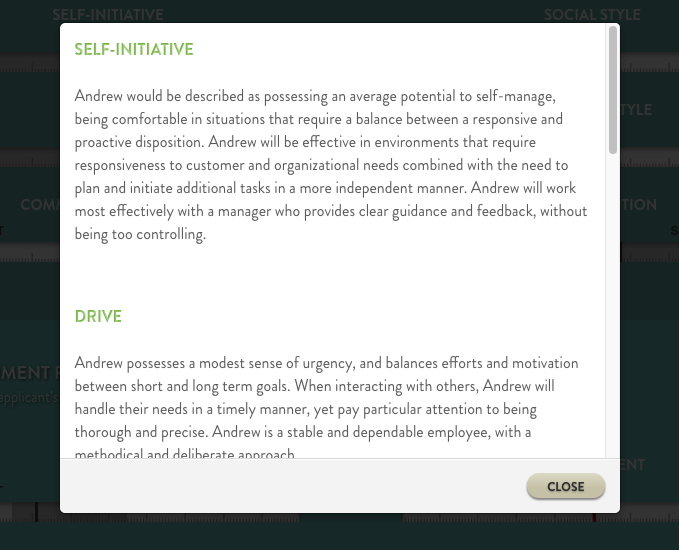 SELF-INITIATIVE
SOCIAL STYLE
SELF-INITIATIVE
Andrew would be described as possessing an average potential to self-manage,
being comfortable in situations that require a balance between a responsive and
proactive disposition. Andrew will be effective in environments that require
responsiveness to customer and organizational needs combined with the need to
plan and initiate additional tasks in a more independent manner. Andrew will work
most effectively with a manager who provides clear guidance and feedback, without
being too controlling.
DRIVE
Andrew possesses a modest sense of urgency, and balances efforts and motivation
between short and long term goals. When interacting with others, Andrew will
handle their needs in a timely manner, yet pay particular attention to being
thorough and precise. Andrew is a stable and dependable employee, with a
methodical and deliberate approach.
CLOSE
TYLE
COMM
PTION
MENT
applicant's
ENT